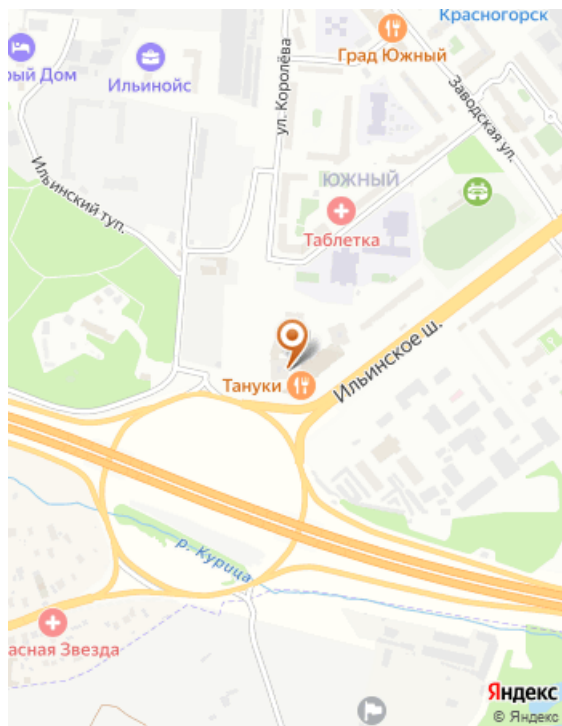 Красногорск
Град Южный
рый Дом
Ильинойс
ул. Королёва
Заводская ул.
Ильинский туп.
ЮЖНЫЙ
Таблетка
Ильинское ш.
Тануки
р. Курица
асная Звезда
Яндекс
© Яндекс